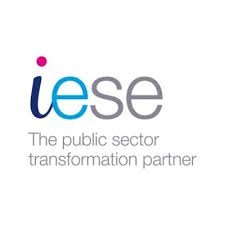 iese
The public sector
transformation partner